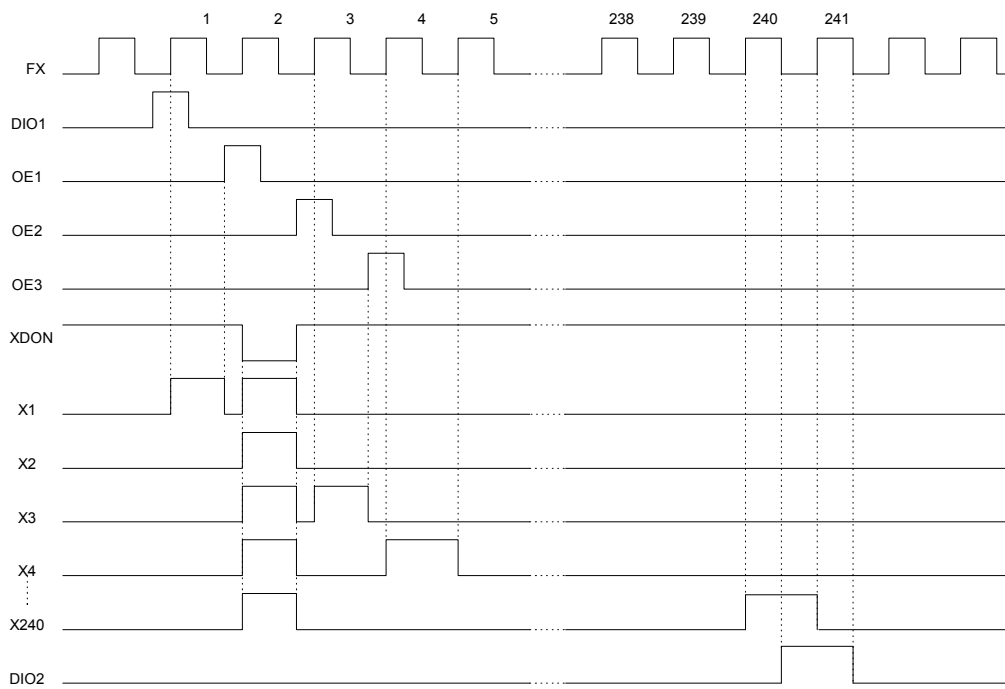 1 2 3 4 5 238 239 240 241
FX
DIO1
OE1
OE2
OE3
XDON
X1
X2
X3
X4
X240
DIO2